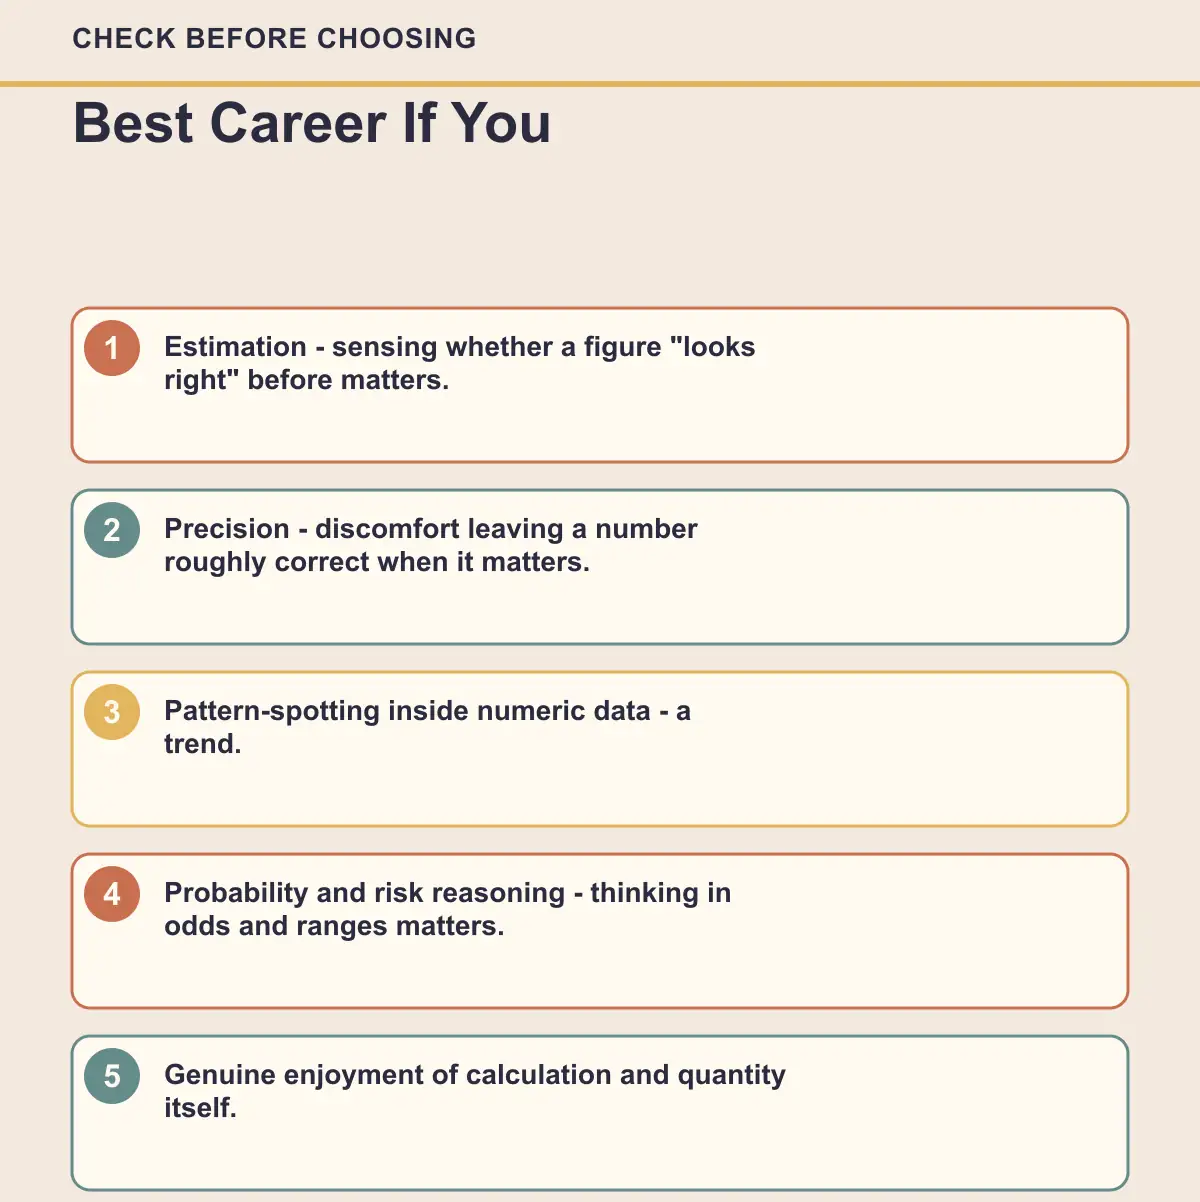 CHECK BEFORE CHOOSING
Best Career If You
1
Estimation - sensing whether a figure "looks
right" before matters.
2
Precision - discomfort leaving a number
roughly correct when it matters.
3
Pattern-spotting inside numeric data - a
trend.
4
Probability and risk reasoning - thinking in
odds and ranges matters.
5
Genuine enjoyment of calculation and quantity
itself.